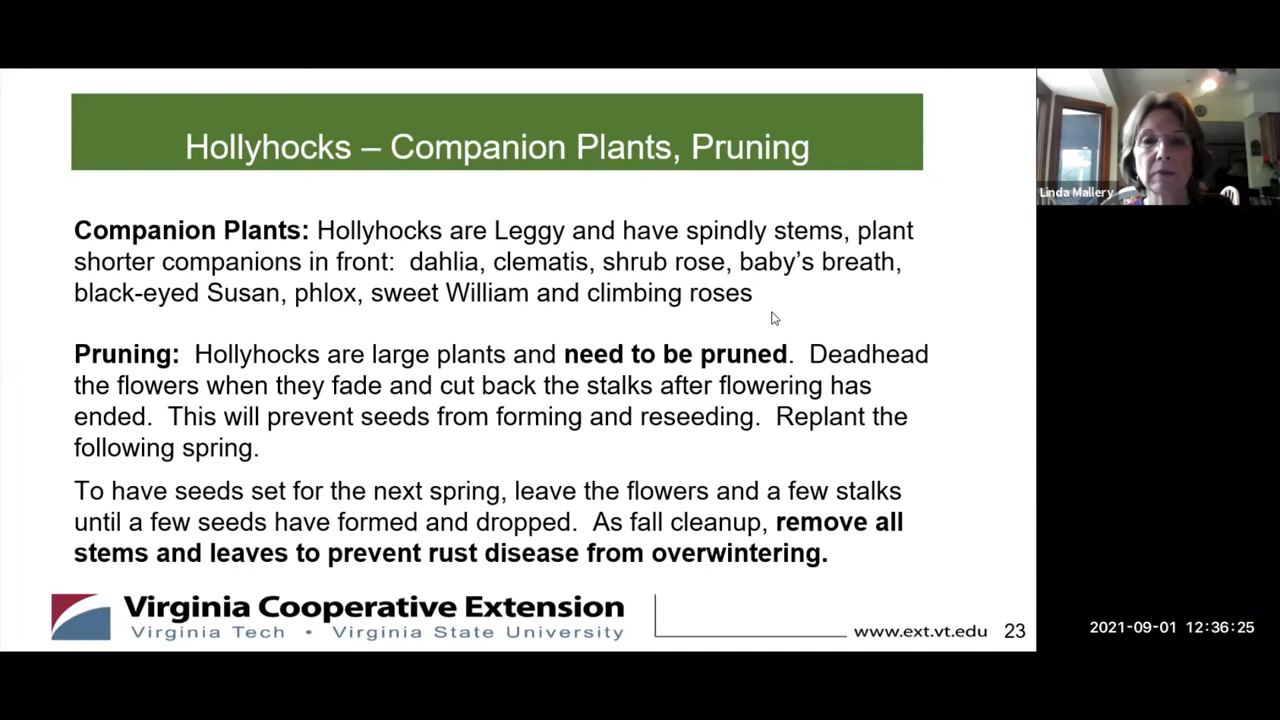 Hollyhocks – Companion Plants, Pruning
Companion Plants: Hollyhocks are Leggy and have spindly stems, plant
shorter companions in front:  dahlia, clematis, shrub rose, baby's breath,
black-eyed Susan, phlox, sweet William and climbing roses
Pruning:  Hollyhocks are large plants and need to be pruned.  Deadhead
the flowers when they fade and cut back the stalks after flowering has
ended.  This will prevent seeds from forming and reseeding.  Replant the
following spring.
To have seeds set for the next spring, leave the flowers and a few stalks
until a few seeds have formed and dropped.  As fall cleanup, remove all
stems and leaves to prevent rust disease from overwintering.
Virginia Cooperative Extension
Virginia Tech • Virginia State University
www.ext.vt.edu 23
Linda Mallery
2021-09-01 12:36:25